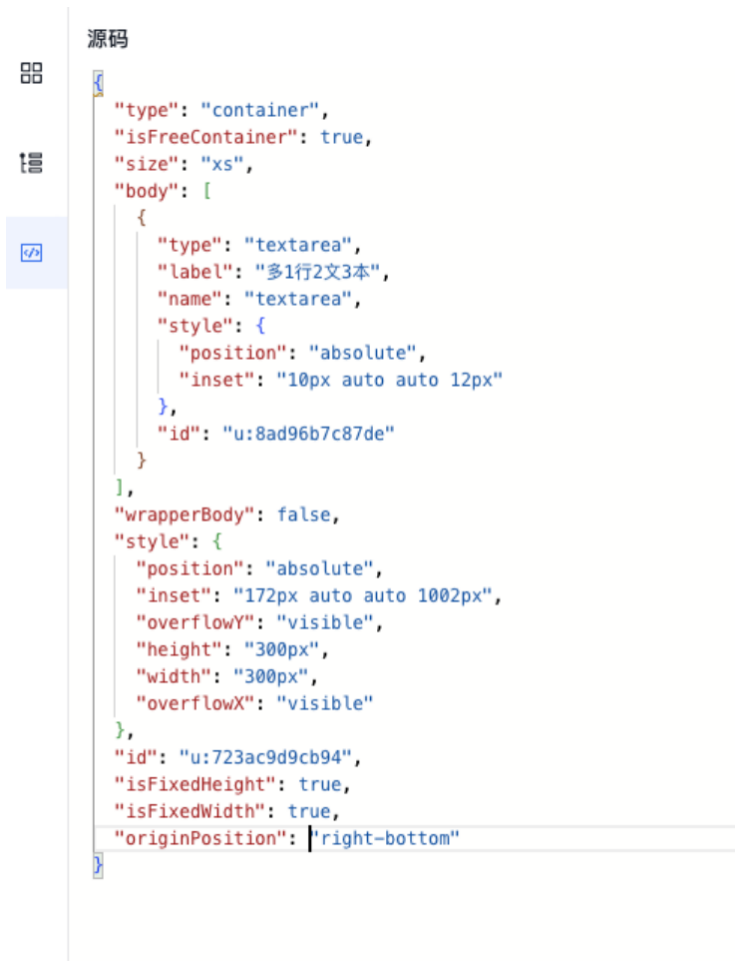 源码
{
"type": "container",
"isFreeContainer": true,
"size": "xs",
"body": [
{
"type": "textarea",
"label": "多1行2文3本",
"name": "textarea",
"style": {
"position": "absolute",
"inset": "10px auto auto 12px"
},
"id": "u:8ad96b7c87de"
}
],
"wrapperBody": false,
"style": {
"position": "absolute",
"inset": "172px auto auto 1002px",
"overflowY": "visible",
"height": "300px",
"width": "300px",
"overflowX": "visible"
},
"id": "u:723ac9d9cb94",
"isFixedHeight": true,
"isFixedWidth": true,
"originPosition": "right-bottom"
}